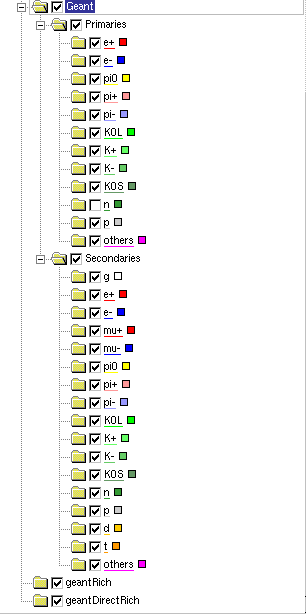 Geant
Primaries
e+
e-
pi0
pi+
pi-
K0L
K+
K-
K0S
n
p
others
Secondaries
g
e+
e-
mu+
mu-
pi0
pi+
pi-
K0L
K+
K-
K0S
n
p
d
t
others
geantRich
geantDirectRich